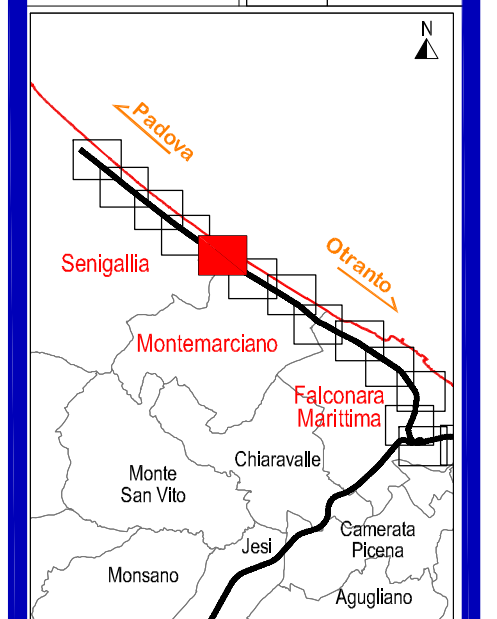 N
Padova
Otranto
Senigallia
Montemarciano
Falconara
Marittima
Chiaravalle
Monte
San Vito
Camerata
Picena
Jesi
Monsano
Agugliano